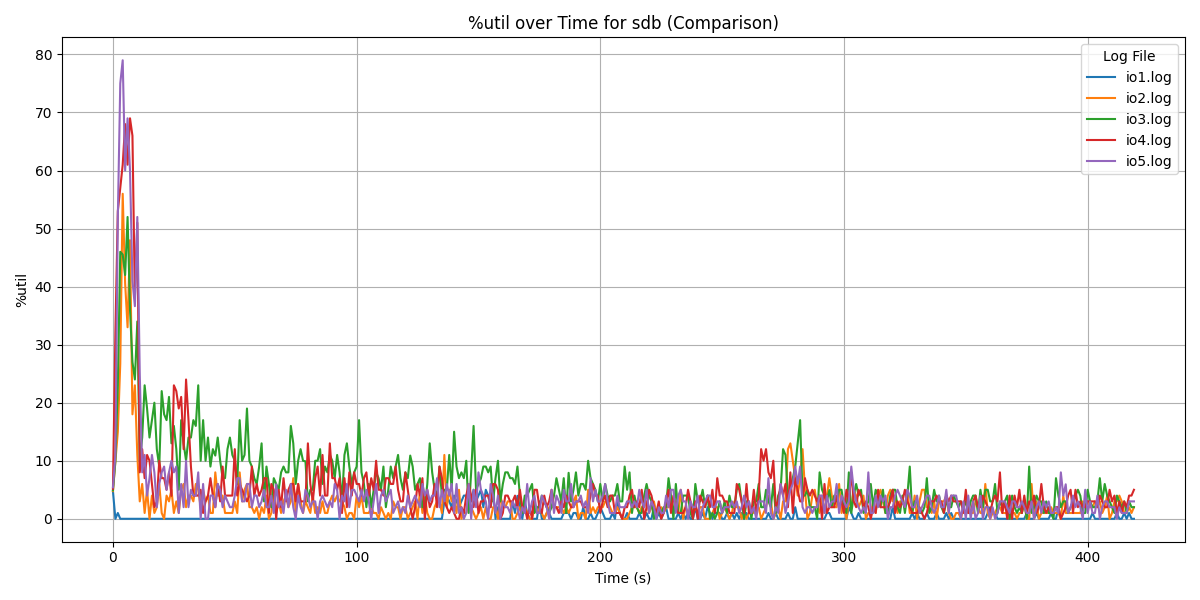 %util over Time for sdb (Comparison)
80
70
60
50
40
30
20
10
0
%util
0
100
200
300
400
Time (s)
Log File
io1.log
io2.log
io3.log
io4.log
io5.log